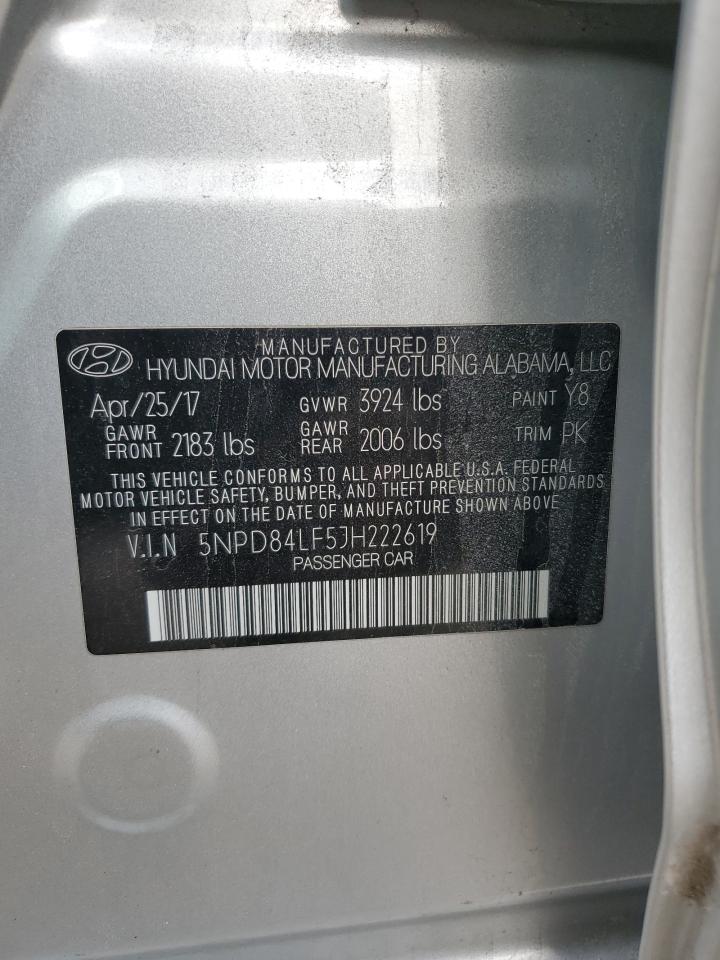 MANUFACTURED BY
HYUNDAI MOTOR MANUFACTURING ALABAMA, LLC
Apr/25/17 GVWR 3924 lbs PAINT Y8
GAWR FRONT 2183 lbs GAWR REAR 2006 lbs TRIM PK
THIS VEHICLE CONFORMS TO ALL APPLICABLE U.S.A. FEDERAL
MOTOR VEHICLE SAFETY, BUMPER, AND THEFT PREVENTION STANDARDS
IN EFFECT ON THE DATE OF MANUFACTURE SHOWN ABOVE
V.I.N 5NPD84LF5JH222619
PASSENGER CAR